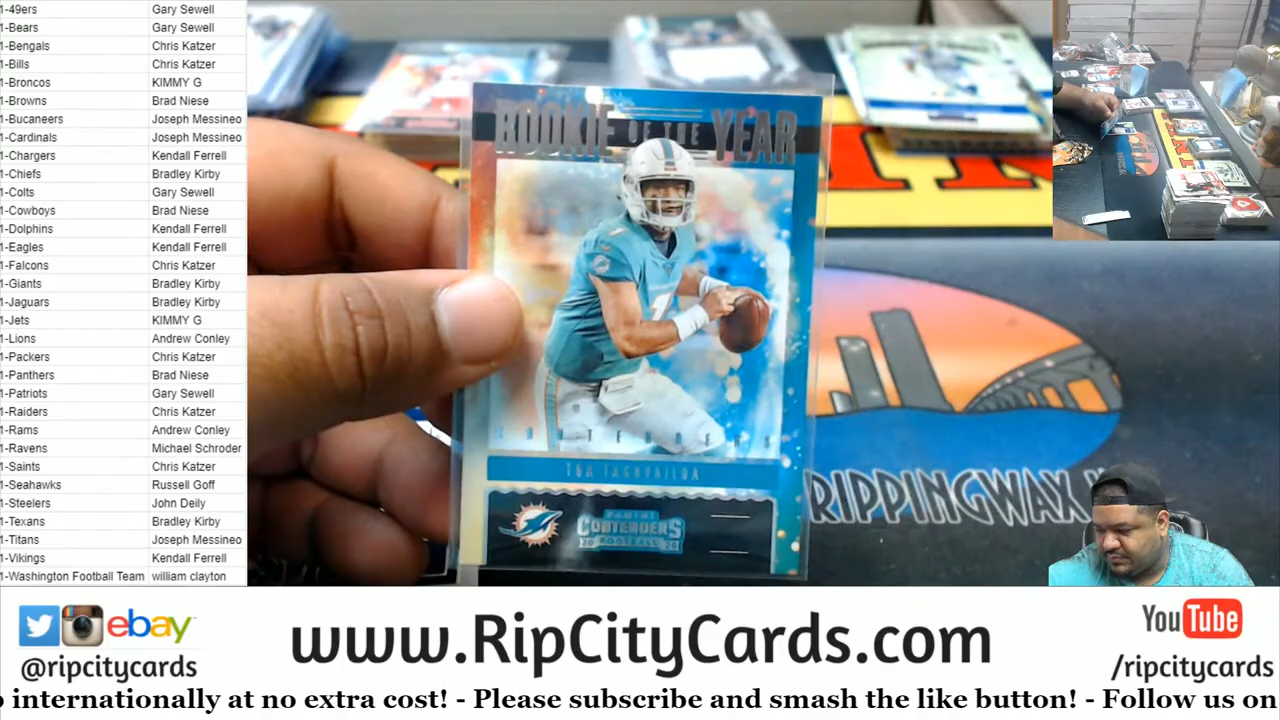 1-49ers Gary Sewell
1-Bears Gary Sewell
1-Bengals Chris Katzer
1-Bills Chris Katzer
1-Broncos KIMMY G
1-Browns Brad Niese
1-Bucaneers Joseph Messineo
1-Cardinals Joseph Messineo
1-Chargers Kendall Ferrell
1-Chiefs Bradley Kirby
1-Colts Gary Sewell
1-Cowboys Brad Niese
1-Dolphins Kendall Ferrell
1-Eagles Kendall Ferrell
1-Falcons Chris Katzer
1-Giants Bradley Kirby
1-Jaguars Bradley Kirby
1-Jets KIMMY G
1-Lions Andrew Conley
1-Packers Chris Katzer
1-Panthers Brad Niese
1-Patriots Gary Sewell
1-Raiders Chris Katzer
1-Rams Andrew Conley
1-Ravens Michael Schroder
1-Saints Chris Katzer
1-Seahawks Russell Goff
1-Steelers John Deily
1-Texans Bradley Kirby
1-Titans Joseph Messineo
1-Vikings Kendall Ferrell
1-Washington Football Team william clayton
ROOKIE OF THE YEAR
CONTENDERS
TUA TAGOVAILOA
PANINI
CONTENDERS
FOOTBALL
20 20
RIPPINGWAX
ebay
@ripcitycards
www.RipCityCards.com
YouTube
/ripcitycards
internationally at no extra cost! - Please subscribe and smash the like button! - Follow us on